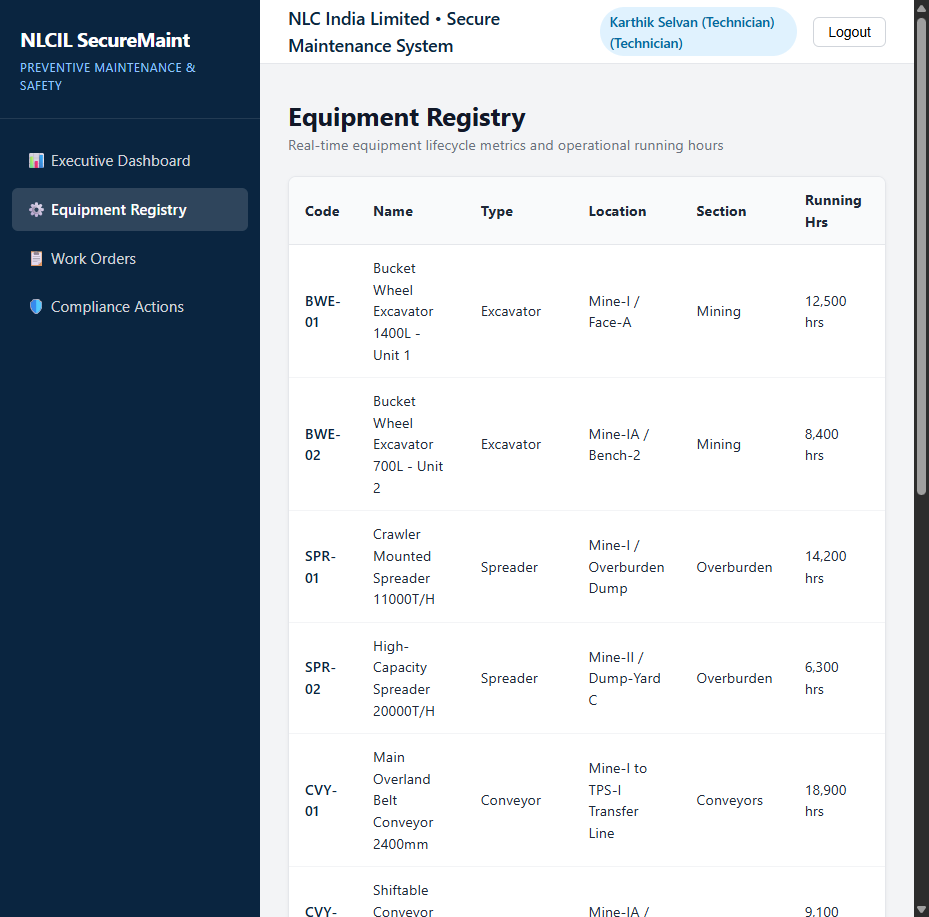 NLCIL SecureMaint
PREVENTIVE MAINTENANCE &
SAFETY
Executive Dashboard
Equipment Registry
Work Orders
Compliance Actions
NLC India Limited • Secure
Maintenance System
Karthik Selvan (Technician)
(Technician)
Logout
Equipment Registry
Real-time equipment lifecycle metrics and operational running hours
Code Name Type Location Section Running
Hrs
BWE-
01
Bucket
Wheel
Excavator
1400L -
Unit 1
Excavator
Mine-I /
Face-A
Mining
12,500
hrs
BWE-
02
Bucket
Wheel
Excavator
700L - Unit
2
Excavator
Mine-IA /
Bench-2
Mining
8,400
hrs
SPR-
01
Crawler
Mounted
Spreader
11000T/H
Spreader
Mine-I /
Overburden
Dump
Overburden
14,200
hrs
SPR-
02
High-
Capacity
Spreader
20000T/H
Spreader
Mine-II /
Dump-Yard
C
Overburden
6,300
hrs
CVY-
01
Main
Overland
Belt
Conveyor
2400mm
Conveyor
Mine-I to
TPS-I
Transfer
Line
Conveyors
18,900
hrs
CVY-
Shiftable
Conveyor
Mine-IA /
9,100